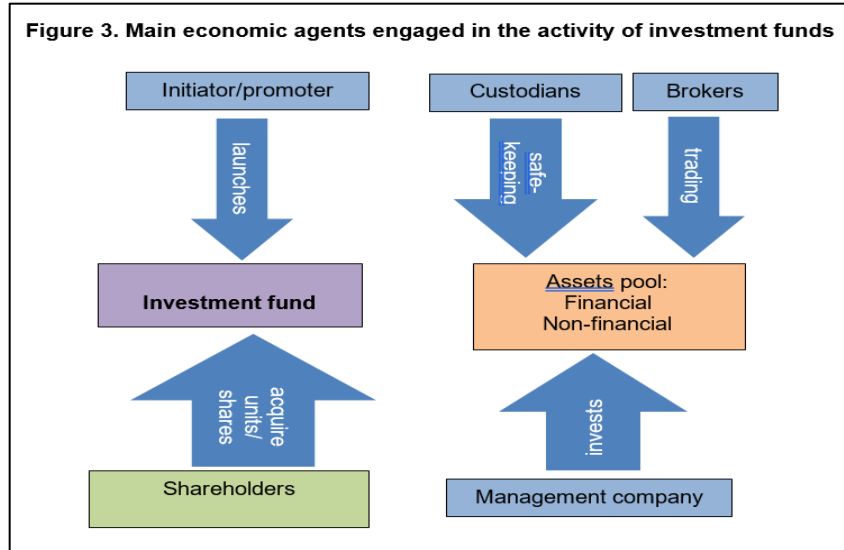 Figure 3. Main economic agents engaged in the activity of investment funds
Initiator/promoter
Custodians
Brokers
launches
safe-
keeping
trading
Investment fund
Assets pool:
Financial
Non-financial
acquire
units/
shares
invests
Shareholders
Management company